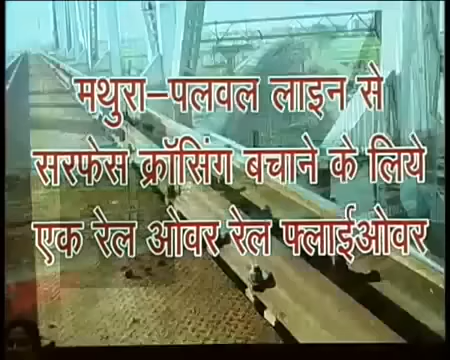 मथुरा-पलवल लाइन से
सरफेस क्रॉसिंग बचाने के लिये
एक रेल ओवर रेल फ्लाईओवर